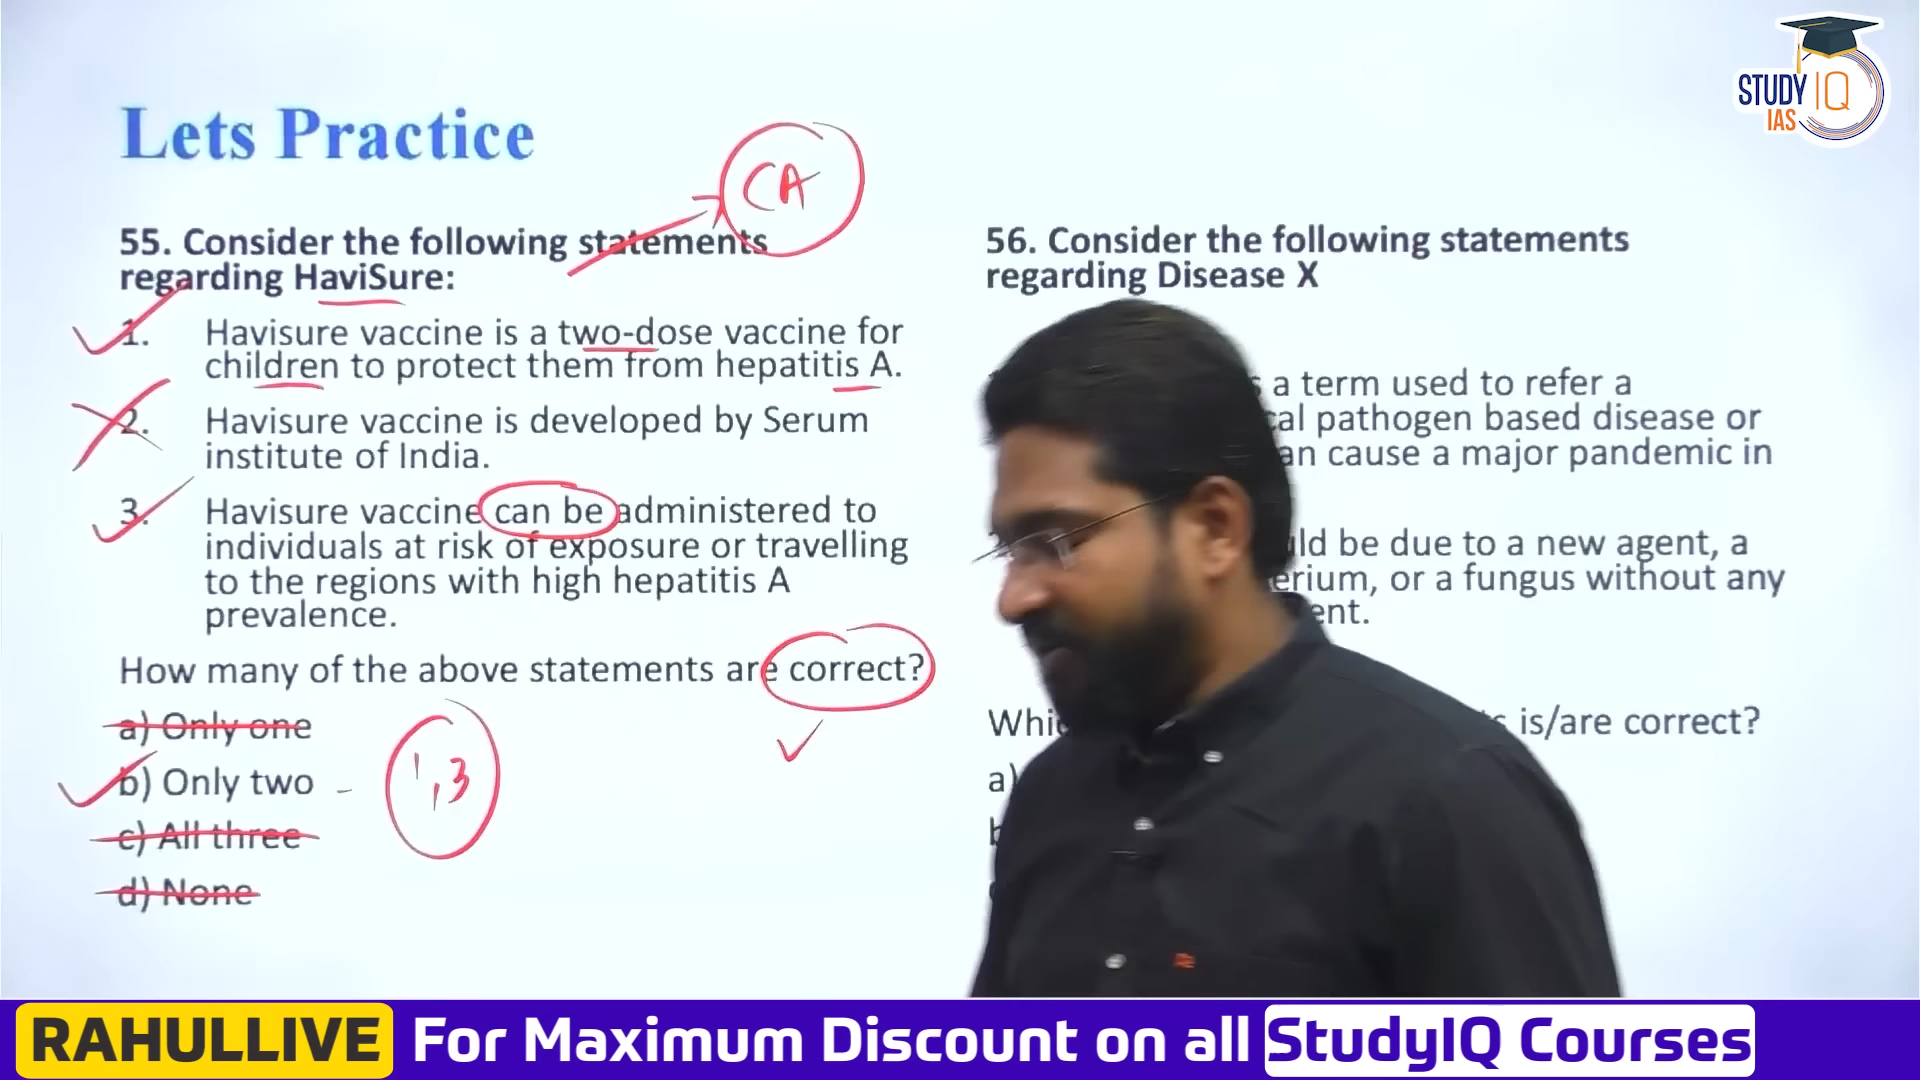 STUDY IQ
IAS
Lets Practice
CA
55. Consider the following statements
regarding HaviSure:
1. Havisure vaccine is a two-dose vaccine for
children to protect them from hepatitis A.
2. Havisure vaccine is developed by Serum
institute of India.
3. Havisure vaccine can be administered to
individuals at risk of exposure or travelling
to the regions with high hepatitis A
prevalence.
How many of the above statements are correct?
a) Only one
b) Only two
1,3
c) All three
d) None
56. Consider the following statements
regarding Disease X
a term used to refer a
pathogen based disease or
cause a major pandemic in
be due to a new agent, a
or a fungus without any
is/are correct?
a)
RAHULLIVE For Maximum Discount on all StudyIQ Courses